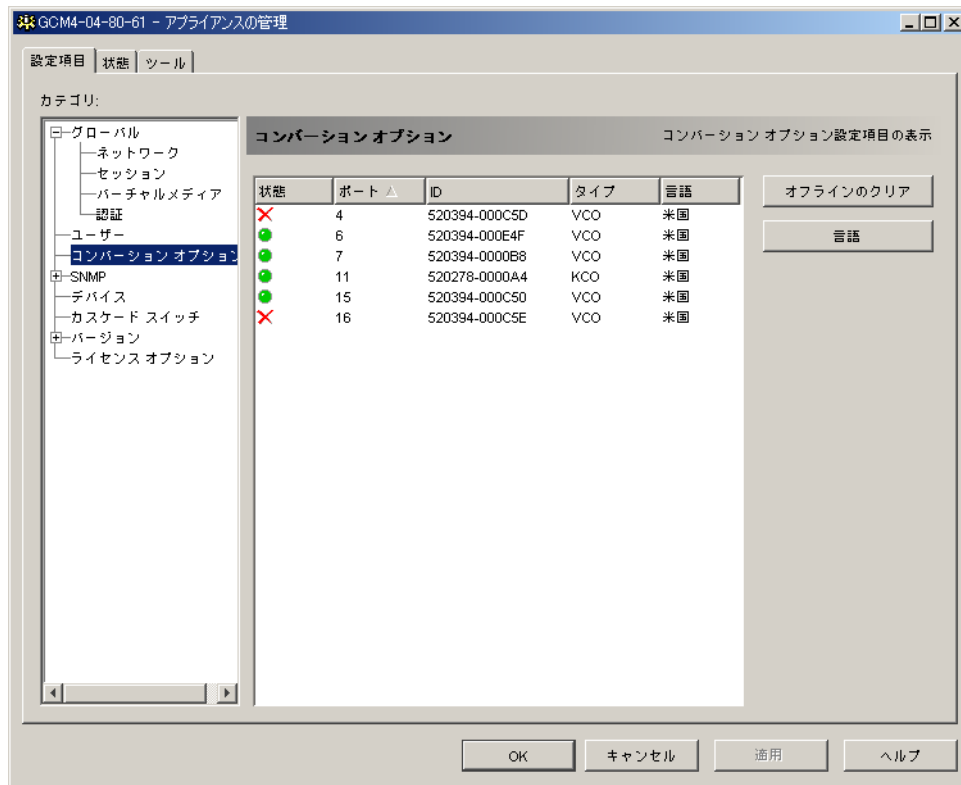 GCM4-04-80-61 - アプライアンスの管理
設定項目 状態 ツール
カテゴリ:
グローバル
ネットワーク
セッション
バーチャルメディア
認証
ユーザー
コンバーション オプション
SNMP
デバイス
カスケード スイッチ
バージョン
ライセンス オプション
コンバーション オプション コンバーション オプション設定項目の表示
状態 ポート ID タイプ 言語
4 520394-000C5D VCO 米国
6 520394-000E4F VCO 米国
7 520394-0000B8 VCO 米国
11 520278-0000A4 KCO 米国
15 520394-000C50 VCO 米国
16 520394-000C5E VCO 米国
オフラインのクリア
言語
OK キャンセル 適用 ヘルプ